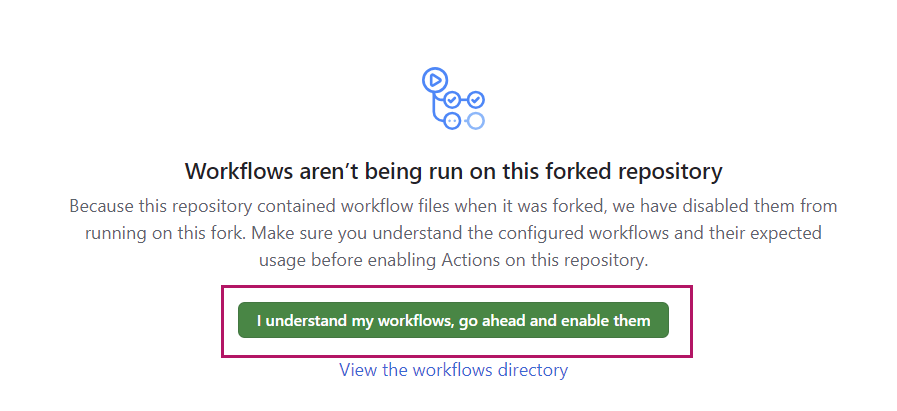 Workflows aren’t being run on this forked repository
Because this repository contained workflow files when it was forked, we have disabled them from
running on this fork. Make sure you understand the configured workflows and their expected
usage before enabling Actions on this repository.
I understand my workflows, go ahead and enable them
View the workflows directory